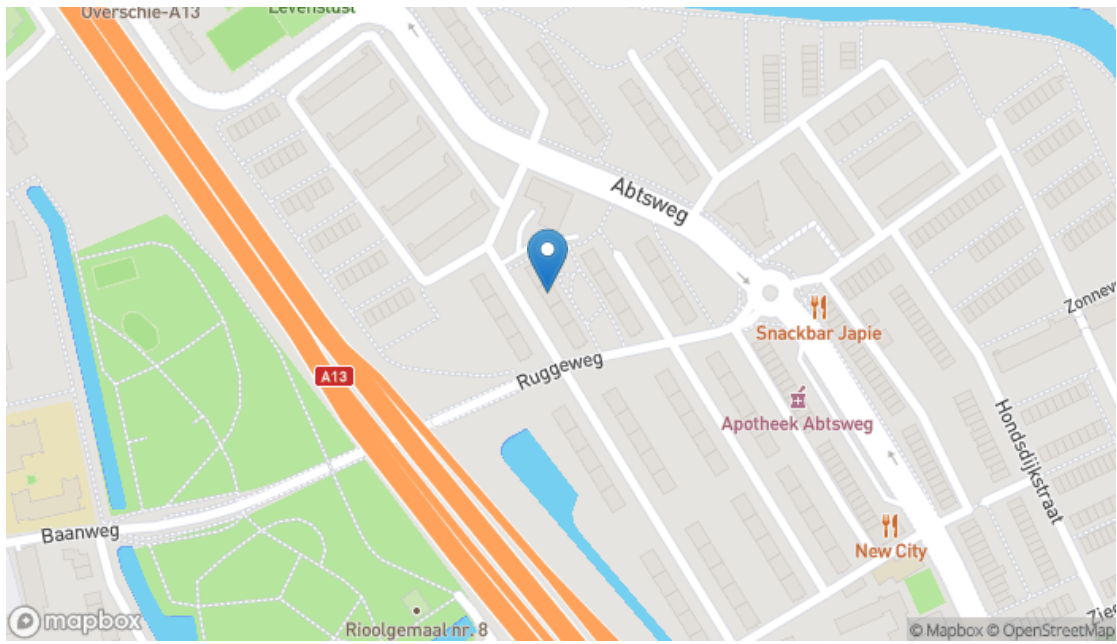 Overschie-A13
Levenslust
Abtsweg
Snackbar Japie
Ruggeweg
A13
Apotheek Abtsweg
Hondsdijkstraat
Baanweg
New City
Rioolgemaal nr. 8
mapbox
© Mapbox © OpenStreetMap